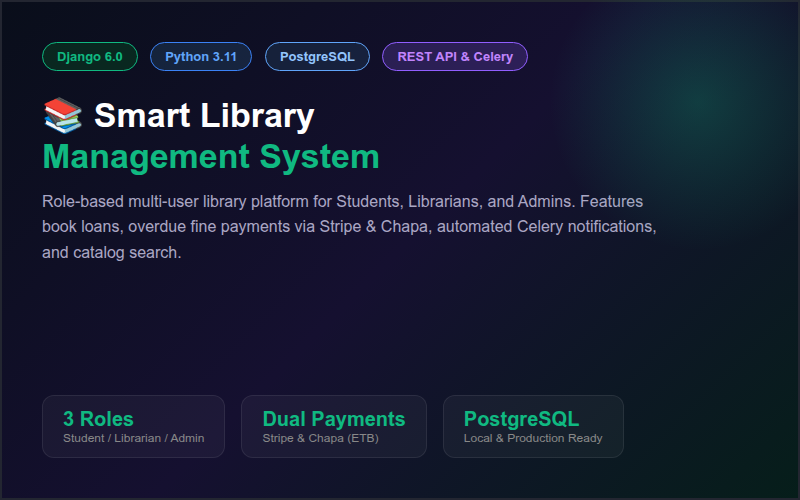 Django 6.0 Python 3.11 PostgreSQL REST API & Celery
Smart Library
Management System
Role-based multi-user library platform for Students, Librarians, and Admins. Features
book loans, overdue fine payments via Stripe & Chapa, automated Celery notifications,
and catalog search.
3 Roles
Student / Librarian / Admin
Dual Payments
Stripe & Chapa (ETB)
PostgreSQL
Local & Production Ready